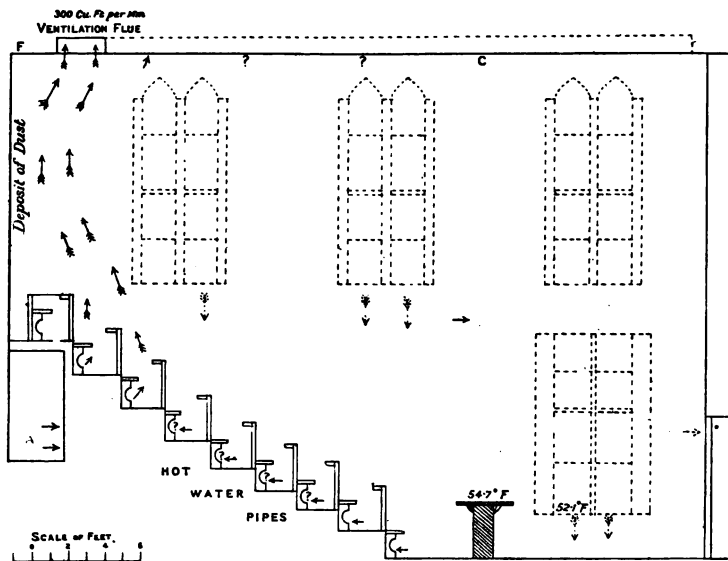 300 Cu. Ft per Min
VENTILATION FLUE
F ? ? C
Deposit of Dust
? ? ? ?
HOT
WATER
PIPES
54·7° F
52·1° F
SCALE OF FEET.
0 2 4 6